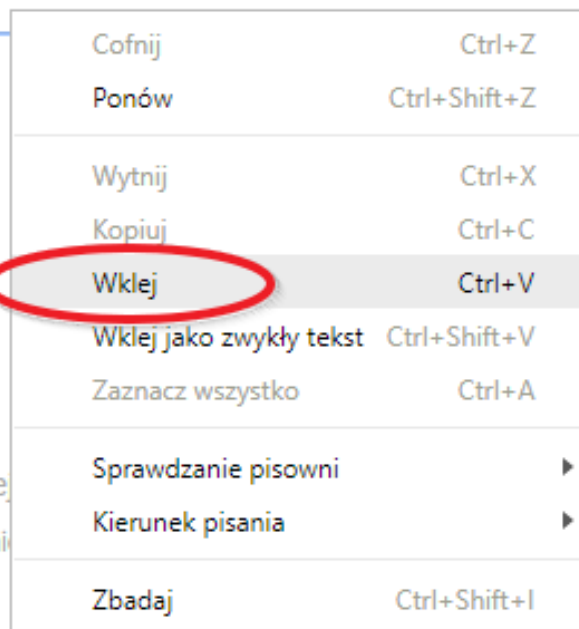 Cofnij Ctrl+Z
Ponów Ctrl+Shift+Z
Wytnij Ctrl+X
Kopiuj Ctrl+C
Wklej Ctrl+V
Wklej jako zwykły tekst Ctrl+Shift+V
Zaznacz wszystko Ctrl+A
Sprawdzanie pisowni
Kierunek pisania
Zbadaj Ctrl+Shift+I